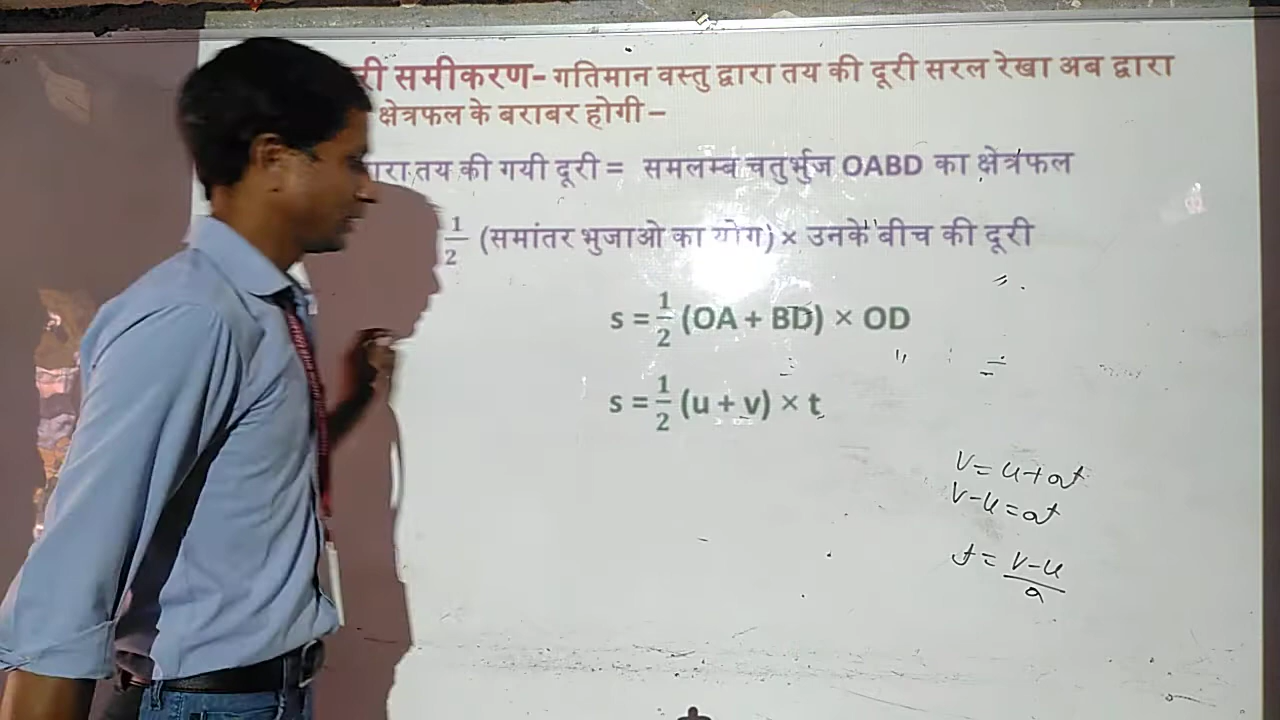 समीकरण- गतिमान वस्तु द्वारा तय की दूरी सरल रेखा अब द्वारा
क्षेत्रफल के बराबर होगी –
तय की गयी दूरी = समलम्ब चतुर्भुज OABD का क्षेत्रफल
1/2 (समांतर भुजाओ का योग) × उनके बीच की दूरी
s = 1/2 (OA + BD) × OD
s = 1/2 (u + v) × t
v = u + at
v - u = at
t = v - u / a